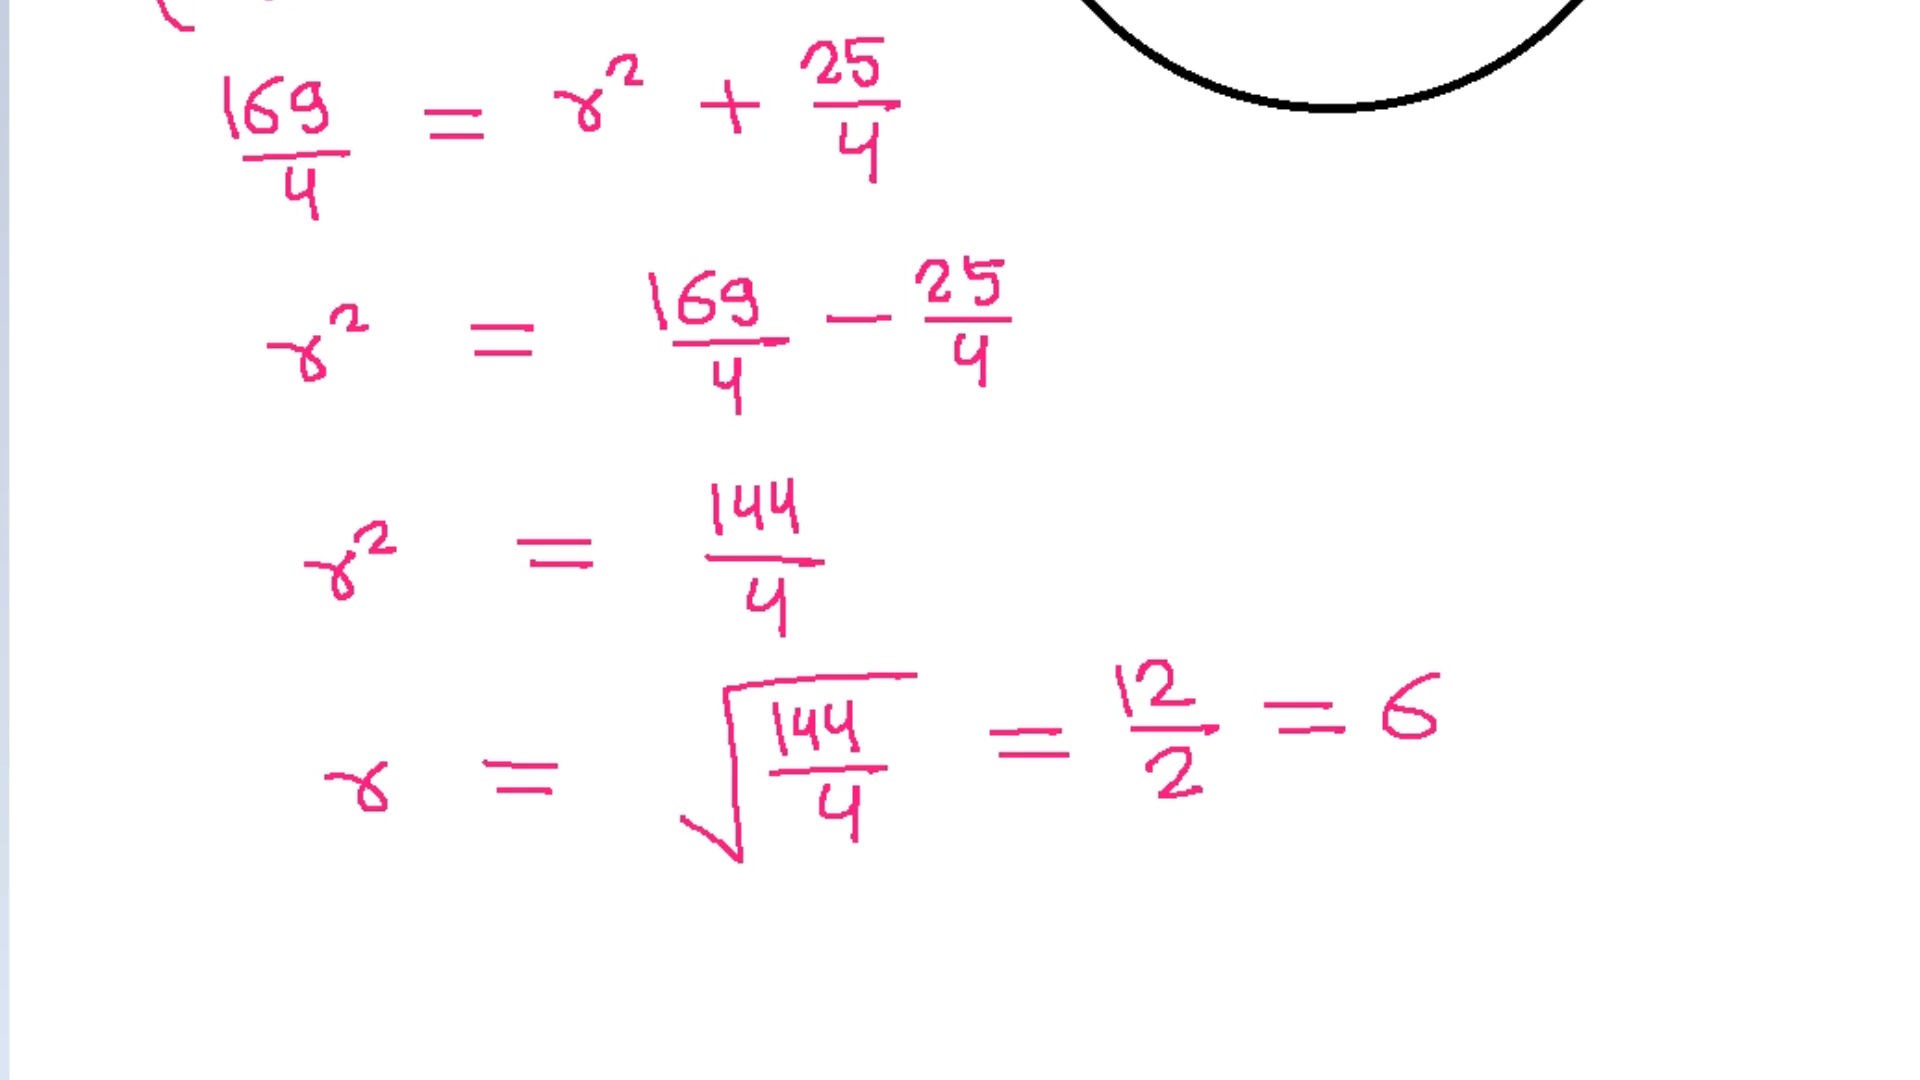 169/4 = r² + 25/4
r² = 169/4 - 25/4
r² = 144/4
r = √(144/4) = 12/2 = 6